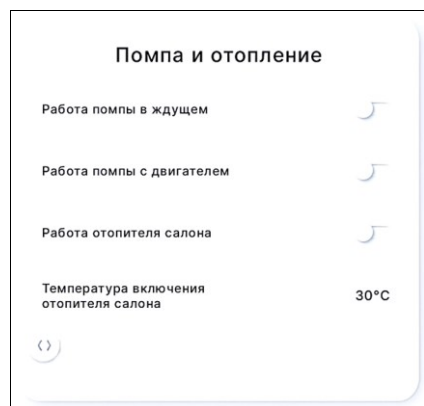 Помпа и отопление
Работа помпы в ждущем
Работа помпы с двигателем
Работа отопителя салона
Температура включения
отопителя салона
30°C